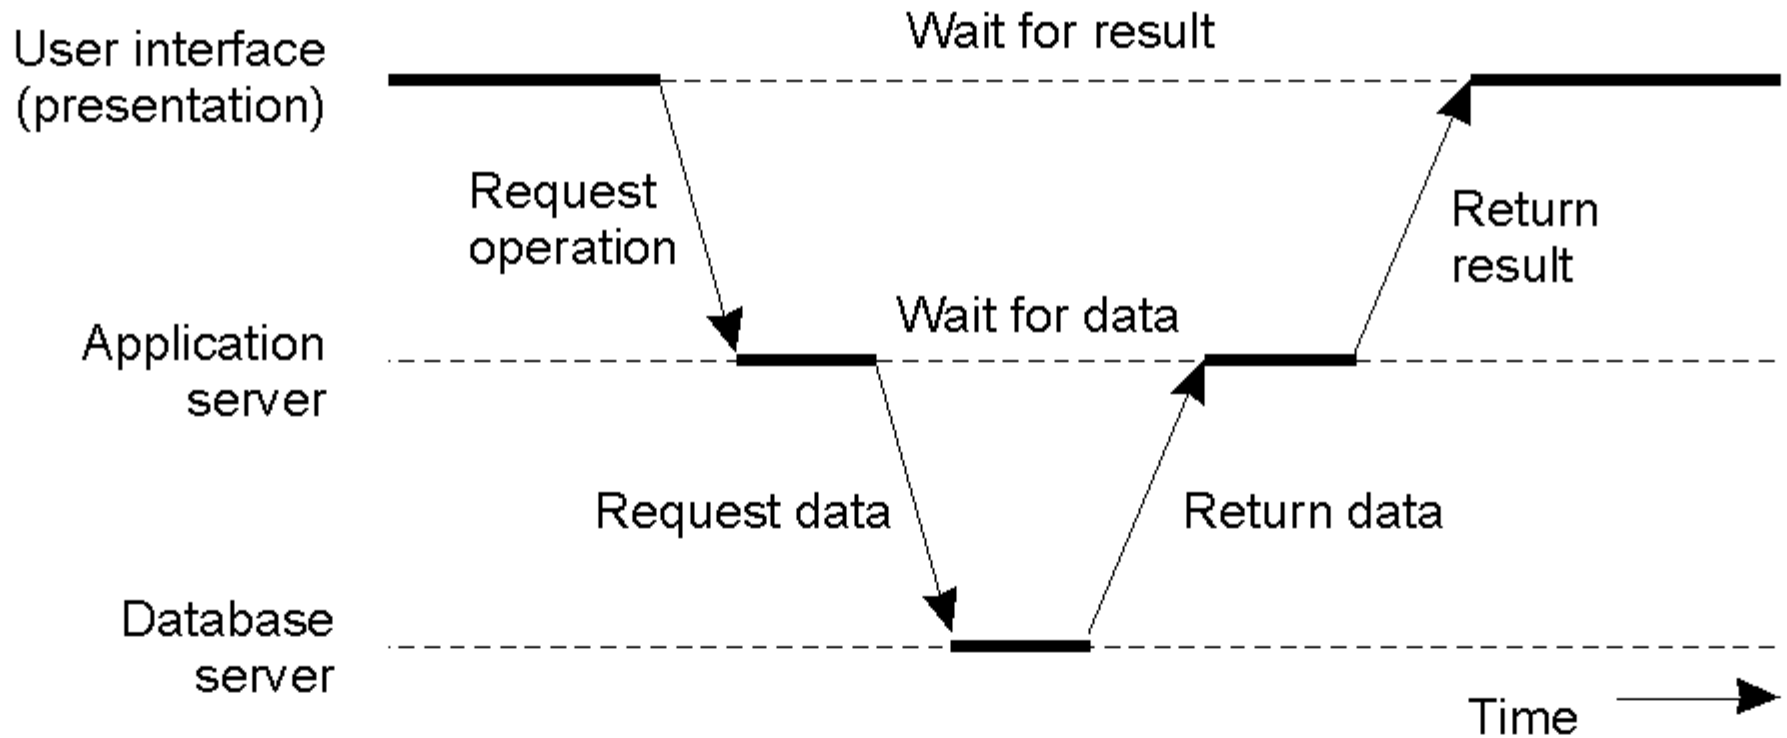 User interface
(presentation)
Wait for result
Request
operation
Return
result
Application
server
Wait for data
Request data
Return data
Database
server
Time